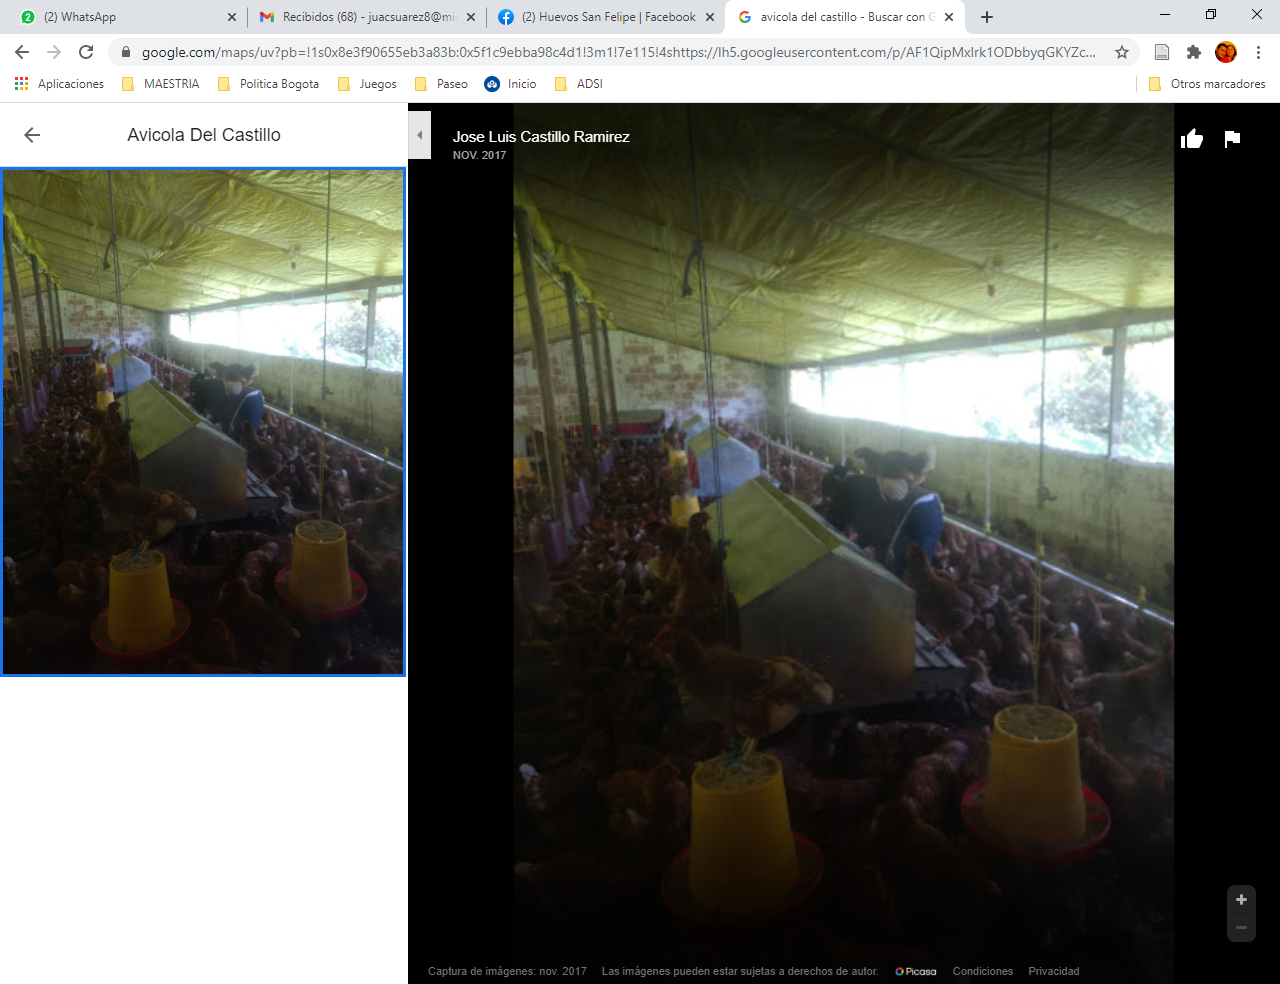 (2) WhatsApp
Recibidos (68) - juacsuarez8@mis
(2) Huevos San Felipe | Facebook
avicola del castillo - Buscar con G
google.com/maps/uv?pb=!1s0x8e3f90655eb3a83b:0x5f1c9ebba98c4d1!3m1!7e115!4shttps://lh5.googleusercontent.com/p/AF1QipMxlrk1ODbbyqGKYZc...
Aplicaciones
MAESTRIA
Politica Bogota
Juegos
Paseo
Inicio
ADSI
Otros marcadores
Avicola Del Castillo
Jose Luis Castillo Ramirez
NOV. 2017
Captura de imágenes: nov. 2017
Las imágenes pueden estar sujetas a derechos de autor.
Picasa
Condiciones
Privacidad